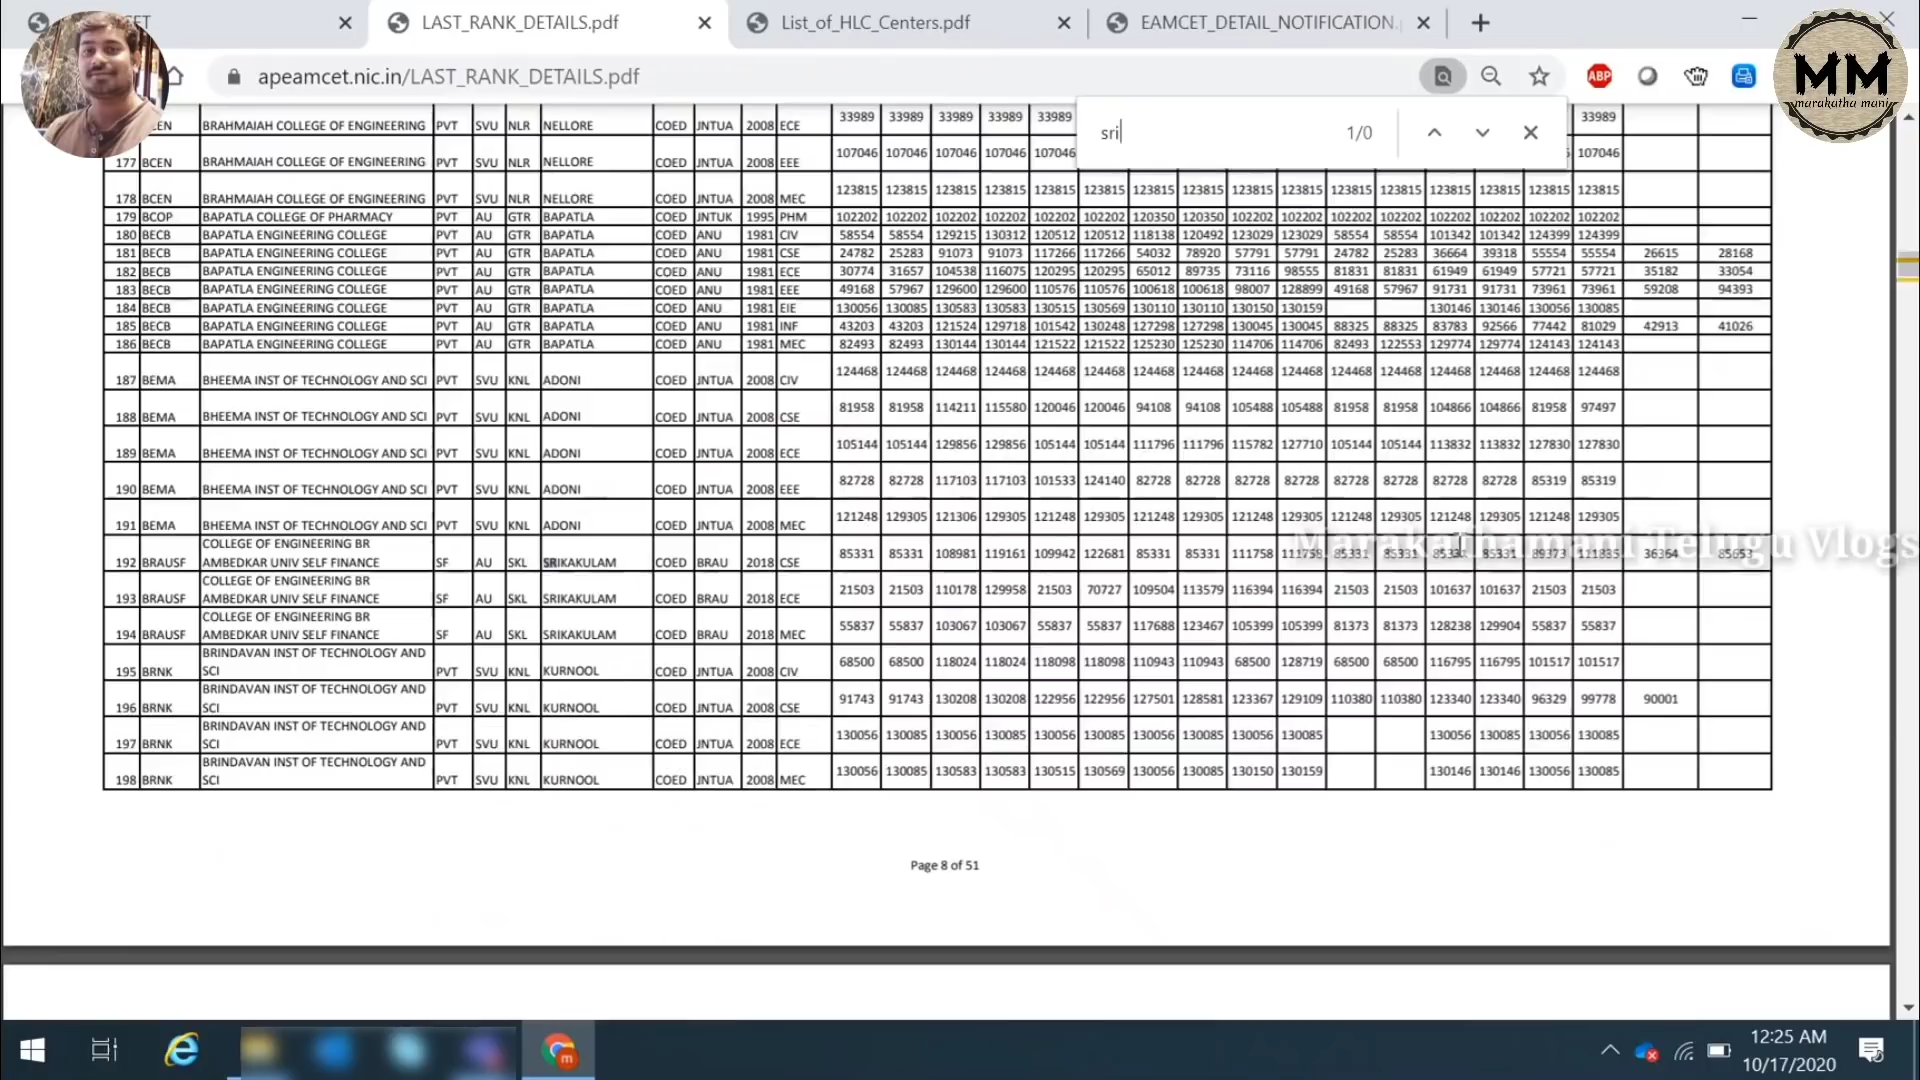 LAST_RANK_DETAILS.pdf List_of_HLC_Centers.pdf EAMCET_DETAIL_NOTIFICATION.
apeamcet.nic.in/LAST_RANK_DETAILS.pdf ABP
MM
marakatha mani
sri 1/0
BRAHMAIAH COLLEGE OF ENGINEERING PVT SVU NLR NELLORE COED JNTUA 2008 ECE 33989 33989 33989 33989 33989 33989
177 BCEN BRAHMAIAH COLLEGE OF ENGINEERING PVT SVU NLR NELLORE COED JNTUA 2008 EEE 107046 107046 107046 107046 107046 107046
178 BCEN BRAHMAIAH COLLEGE OF ENGINEERING PVT SVU NLR NELLORE COED JNTUA 2008 MEC 123815 123815 123815 123815 123815 123815 123815 123815 123815 123815 123815 123815 123815 123815 123815 123815
179 BCOP BAPATLA COLLEGE OF PHARMACY PVT AU GTR BAPATLA COED JNTUK 1995 PHM 102202 102202 102202 102202 102202 102202 120350 120350 102202 102202 102202 102202 102202 102202 102202 102202
180 BECB BAPATLA ENGINEERING COLLEGE PVT AU GTR BAPATLA COED ANU 1981 CIV 58554 58554 129215 130312 120512 120512 118138 120492 123029 123029 58554 58554 101342 101342 124399 124399
181 BECB BAPATLA ENGINEERING COLLEGE PVT AU GTR BAPATLA COED ANU 1981 CSE 24782 25283 91073 91073 117266 117266 54032 78920 57791 57791 24782 25283 36664 39318 55554 55554 26615 28168
182 BECB BAPATLA ENGINEERING COLLEGE PVT AU GTR BAPATLA COED ANU 1981 ECE 30774 31657 104538 116075 120295 120295 65012 89735 73116 98555 81831 81831 61949 61949 57721 57721 35182 33054
183 BECB BAPATLA ENGINEERING COLLEGE PVT AU GTR BAPATLA COED ANU 1981 EEE 49168 57967 129600 129600 110576 110576 100618 100618 98007 128899 49168 57967 91731 91731 73961 73961 59208 94393
184 BECB BAPATLA ENGINEERING COLLEGE PVT AU GTR BAPATLA COED ANU 1981 EIE 130056 130085 130583 130583 130515 130569 130110 130110 130150 130159 130146 130146 130056 130085
185 BECB BAPATLA ENGINEERING COLLEGE PVT AU GTR BAPATLA COED ANU 1981 INF 43203 43203 121524 129718 101542 130248 127298 127298 130045 130045 88325 88325 83783 92566 77442 81029 42913 41026
186 BECB BAPATLA ENGINEERING COLLEGE PVT AU GTR BAPATLA COED ANU 1981 MEC 82493 82493 130144 130144 121522 121522 125230 125230 114706 114706 82493 122553 129774 129774 124143 124143
187 BEMA BHEEMA INST OF TECHNOLOGY AND SCI PVT SVU KNL ADONI COED JNTUA 2008 CIV 124468 124468 124468 124468 124468 124468 124468 124468 124468 124468 124468 124468 124468 124468 124468 124468
188 BEMA BHEEMA INST OF TECHNOLOGY AND SCI PVT SVU KNL ADONI COED JNTUA 2008 CSE 81958 81958 114211 115580 120046 120046 94108 94108 105488 105488 81958 81958 104866 104866 81958 97497
189 BEMA BHEEMA INST OF TECHNOLOGY AND SCI PVT SVU KNL ADONI COED JNTUA 2008 ECE 105144 105144 129856 129856 105144 105144 111796 111796 115782 127710 105144 105144 113832 113832 127830 127830
190 BEMA BHEEMA INST OF TECHNOLOGY AND SCI PVT SVU KNL ADONI COED JNTUA 2008 EEE 82728 82728 117103 117103 101533 124140 82728 82728 82728 82728 82728 82728 82728 82728 85319 85319
191 BEMA BHEEMA INST OF TECHNOLOGY AND SCI PVT SVU KNL ADONI COED JNTUA 2008 MEC 121248 129305 121306 129305 121248 129305 121248 129305 121248 129305 121248 129305 121248 129305 121248 129305
Marakathamani Telugu Vlogs
COLLEGE OF ENGINEERING BR
192 BRAUSF AMBEDKAR UNIV SELF FINANCE SF AU SKL SRIKAKULAM COED BRAU 2018 CSE 85331 85331 108981 119161 109942 122681 85331 85331 111758 111758 85331 85331 85331 85331 89373 121835 36364 85653
COLLEGE OF ENGINEERING BR
193 BRAUSF AMBEDKAR UNIV SELF FINANCE SF AU SKL SRIKAKULAM COED BRAU 2018 ECE 21503 21503 110178 129958 21503 70727 109504 113579 116394 116394 21503 21503 101637 101637 21503 21503
COLLEGE OF ENGINEERING BR
194 BRAUSF AMBEDKAR UNIV SELF FINANCE SF AU SKL SRIKAKULAM COED BRAU 2018 MEC 55837 55837 103067 103067 55837 55837 117688 123467 105399 105399 81373 81373 128238 129904 55837 55837
BRINDAVAN INST OF TECHNOLOGY AND
195 BRNK SCI PVT SVU KNL KURNOOL COED JNTUA 2008 CIV 68500 68500 118024 118024 118098 118098 110943 110943 68500 128719 68500 68500 116795 116795 101517 101517
BRINDAVAN INST OF TECHNOLOGY AND
196 BRNK SCI PVT SVU KNL KURNOOL COED JNTUA 2008 CSE 91743 91743 130208 130208 122956 122956 127501 128581 123367 129109 110380 110380 123340 123340 96329 99778 90001
BRINDAVAN INST OF TECHNOLOGY AND
197 BRNK SCI PVT SVU KNL KURNOOL COED JNTUA 2008 ECE 130056 130085 130056 130085 130056 130085 130056 130085 130056 130085 130056 130085 130056 130085
BRINDAVAN INST OF TECHNOLOGY AND
198 BRNK SCI PVT SVU KNL KURNOOL COED JNTUA 2008 MEC 130056 130085 130583 130583 130515 130569 130056 130085 130150 130159 130146 130146 130056 130085
Page 8 of 51
12:25 AM
10/17/2020